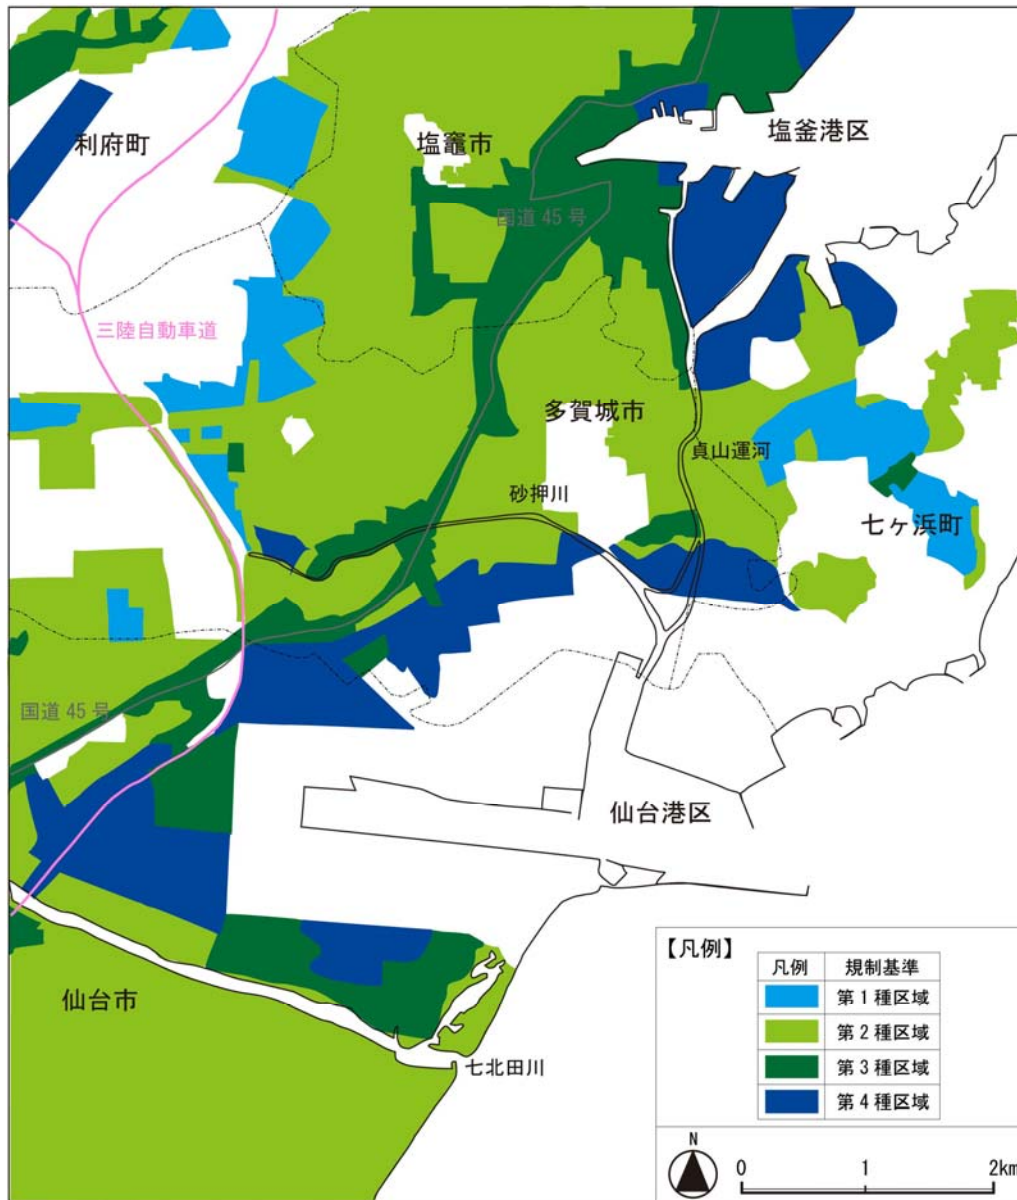 利府町
塩竈市
塩釜港区
国道45号
三陸自動車道
多賀城市
貞山運河
砂押川
七ヶ浜町
国道45号
仙台港区
仙台市
七北田川
【凡例】
凡例 規制基準
第1種区域
第2種区域
第3種区域
第4種区域
N
0 1 2km